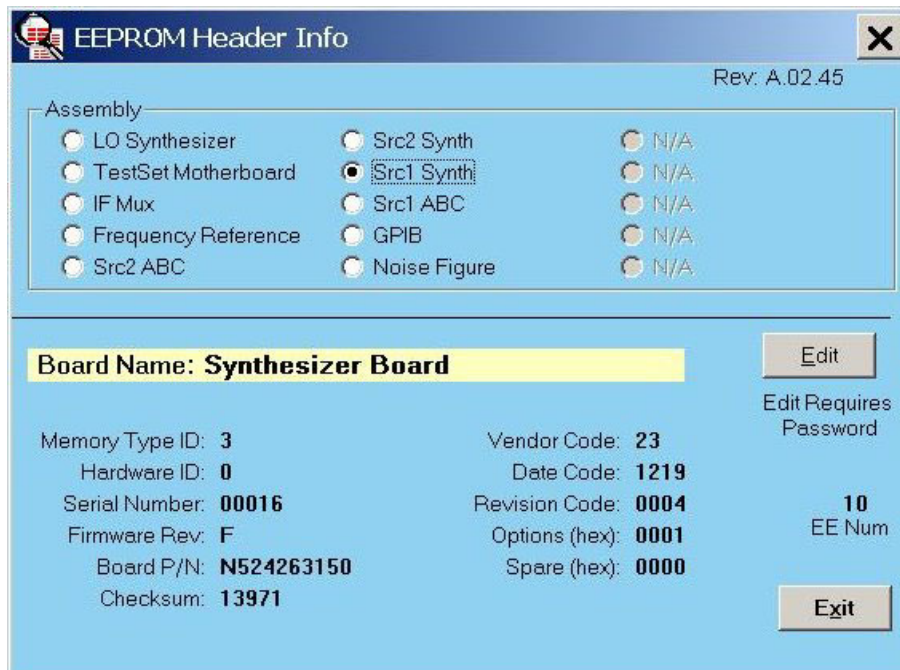 EEPROM Header Info
Rev: A.02.45
Assembly
LO Synthesizer
Src2 Synth
N/A
TestSet Motherboard
Src1 Synth
N/A
IF Mux
Src1 ABC
N/A
Frequency Reference
GPIB
N/A
Src2 ABC
Noise Figure
N/A
Board Name: Synthesizer Board
Edit
Edit Requires
Password
Memory Type ID: 3
Hardware ID: 0
Serial Number: 00016
Firmware Rev: F
Board P/N: N524263150
Checksum: 13971
Vendor Code: 23
Date Code: 1219
Revision Code: 0004
Options (hex): 0001
Spare (hex): 0000
10
EE Num
Exit